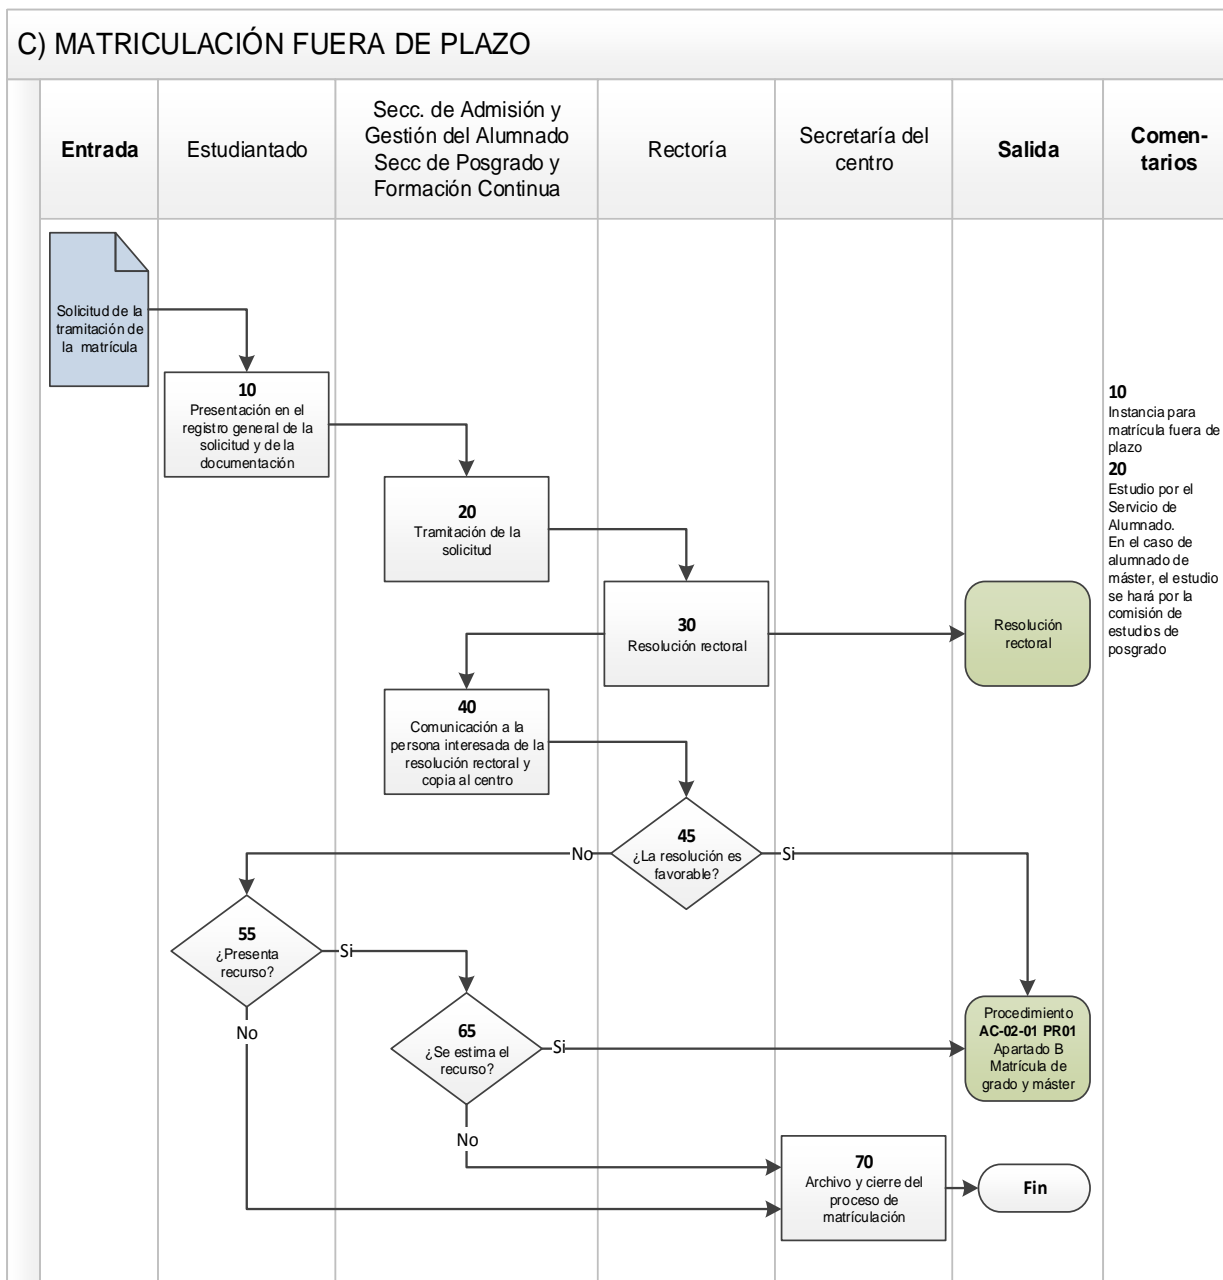 C) MATRICULACIÓN FUERA DE PLAZO
Entrada
Estudiantado
Secc. de Admisión y
Gestión del Alumnado
Secc de Posgrado y
Formación Continua
Rectoría
Secretaría del
centro
Salida
Comen-
tarios
Solicitud de la
tramitación de
la matrícula
10
Presentación en el
registro general de la
solicitud y de la
documentación
20
Tramitación de la
solicitud
30
Resolución rectoral
Resolución
rectoral
10
Instancia para
matrícula fuera de
plazo
20
Estudio por el
Servicio de
Alumnado.
En el caso de
alumnado de
máster, el estudio
se hará por la
comisión de
estudios de
posgrado
40
Comunicación a la
persona interesada de la
resolución rectoral y
copia al centro
45
¿La resolución es
favorable?
No
Si
55
¿Presenta
recurso?
Si
No
65
¿Se estima el
recurso?
Si
No
Procedimiento
AC-02-01 PR01
Apartado B
Matrícula de
grado y máster
70
Archivo y cierre del
proceso de
matrículación
Fin